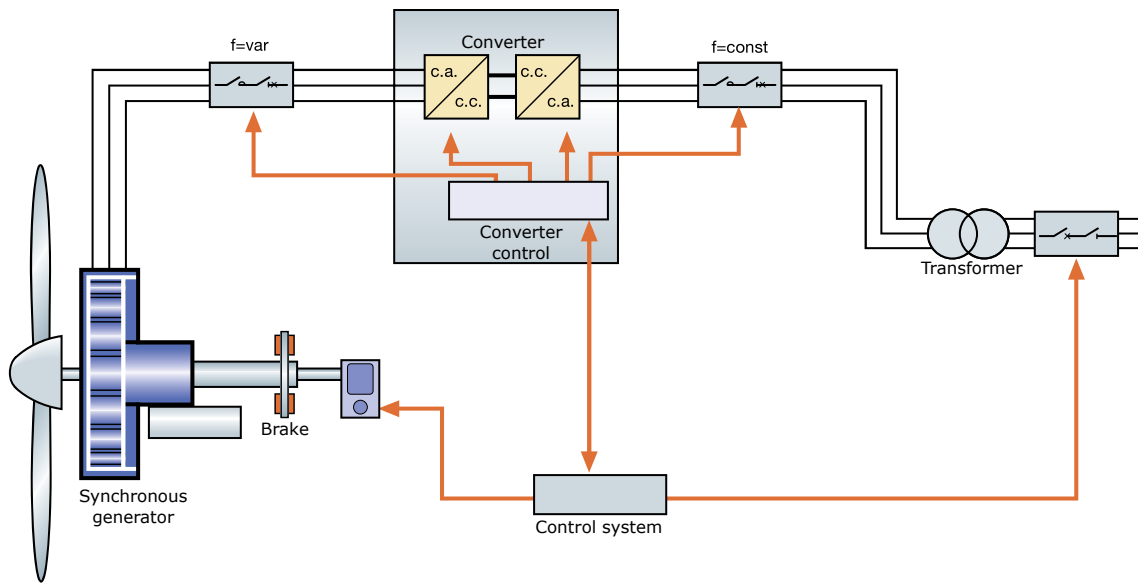 f=var
Converter
f=const
c.a.
c.c.
c.c.
c.a.
Converter
control
Transformer
Brake
Synchronous
generator
Control system